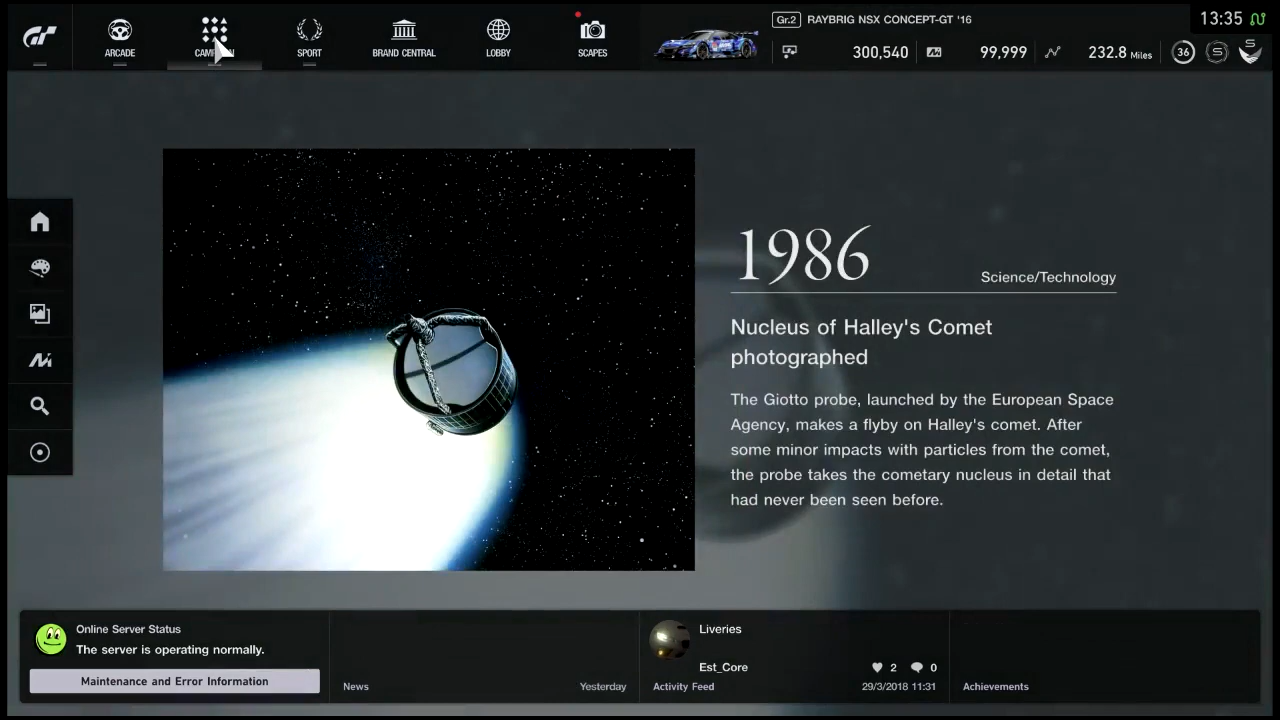 Gr.2 RAYBRIG NSX CONCEPT-GT '16
13:35
ARCADE
SPORT
BRAND CENTRAL
LOBBY
SCAPES
300,540
99,999
232.8 Miles
36
S
1986
Science/Technology
Nucleus of Halley's Comet
photographed
The Giotto probe, launched by the European Space
Agency, makes a flyby on Halley's comet. After
some minor impacts with particles from the comet,
the probe takes the cometary nucleus in detail that
had never been seen before.
Online Server Status
The server is operating normally.
Maintenance and Error Information
News
Yesterday
Liveries
Est_Core
2
0
Activity Feed
29/3/2018 11:31
Achievements